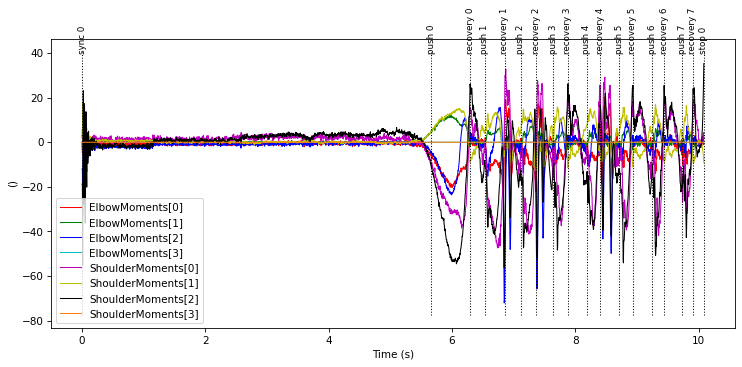 sync 0
push 0
recovery 0
push 1
recovery 1
push 2
recovery 2
push 3
recovery 3
push 4
recovery 4
push 5
recovery 5
push 6
recovery 6
push 7
recovery 7
stop 0
40
20
0
−20
−40
−60
−80
()
ElbowMoments[0]
ElbowMoments[1]
ElbowMoments[2]
ElbowMoments[3]
ShoulderMoments[0]
ShoulderMoments[1]
ShoulderMoments[2]
ShoulderMoments[3]
0 2 4 6 8 10
Time (s)